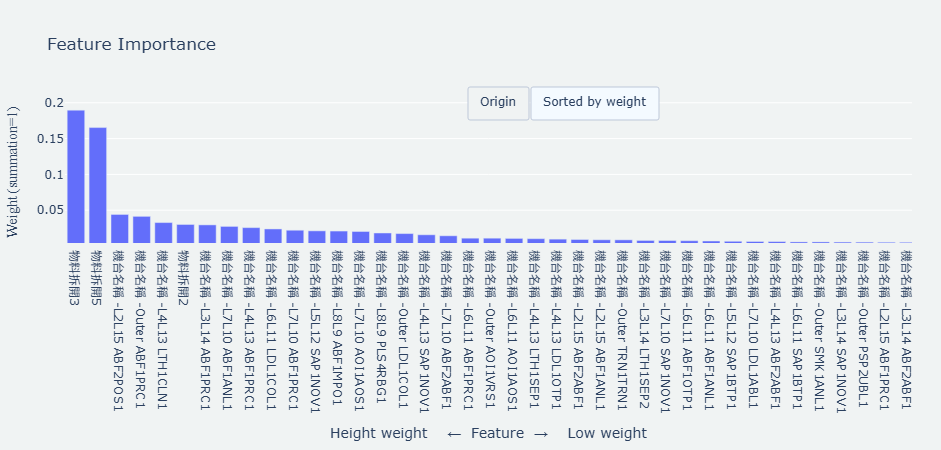 Feature Importance
Origin
Sorted by weight
Weight(summation=1)
0.2
0.15
0.1
0.05
物料拆開3
物料拆開5
機台名稱 -L2L15 ABF2POS1
機台名稱 -Outer ABF1PRC1
機台名稱 -L4L13 LTH1CLN1
物料拆開2
機台名稱 -L3L14 ABF1PRC1
機台名稱 -L7L10 ABF1ANL1
機台名稱 -L4L13 ABF1PRC1
機台名稱 -L6L11 LDL1COL1
機台名稱 -L7L10 ABF1PRC1
機台名稱 -L5L12 SAP1NOV1
機台名稱 -L8L9 ABF1MPO1
機台名稱 -L7L10 AOI1AOS1
機台名稱 -L8L9 PLS4RBG1
機台名稱 -Outer LDL1COL1
機台名稱 -L4L13 SAP1NOV1
機台名稱 -L7L10 ABF2ABF1
機台名稱 -L6L11 ABF1PRC1
機台名稱 -Outer AOI1VRS1
機台名稱 -L6L11 AOI1AOS1
機台名稱 -L4L13 LTH1SEP1
機台名稱 -L4L13 LDL1OTP1
機台名稱 -L2L15 ABF2ABF1
機台名稱 -L2L15 ABF1ANL1
機台名稱 -Outer TRN1TRN1
機台名稱 -L3L14 LTH1SEP2
機台名稱 -L7L10 SAP1NOV1
機台名稱 -L6L11 ABF1OTP1
機台名稱 -L6L11 ABF1ANL1
機台名稱 -L5L12 SAP1BTP1
機台名稱 -L7L10 LDL1ABL1
機台名稱 -L4L13 ABF2ABF1
機台名稱 -L6L11 SAP1BTP1
機台名稱 -Outer SMK1ANL1
機台名稱 -L3L14 SAP1NOV1
機台名稱 -Outer PSP2UBL1
機台名稱 -L2L15 ABF1PRC1
機台名稱 -L3L14 ABF2ABF1
Height weight ← Feature → Low weight